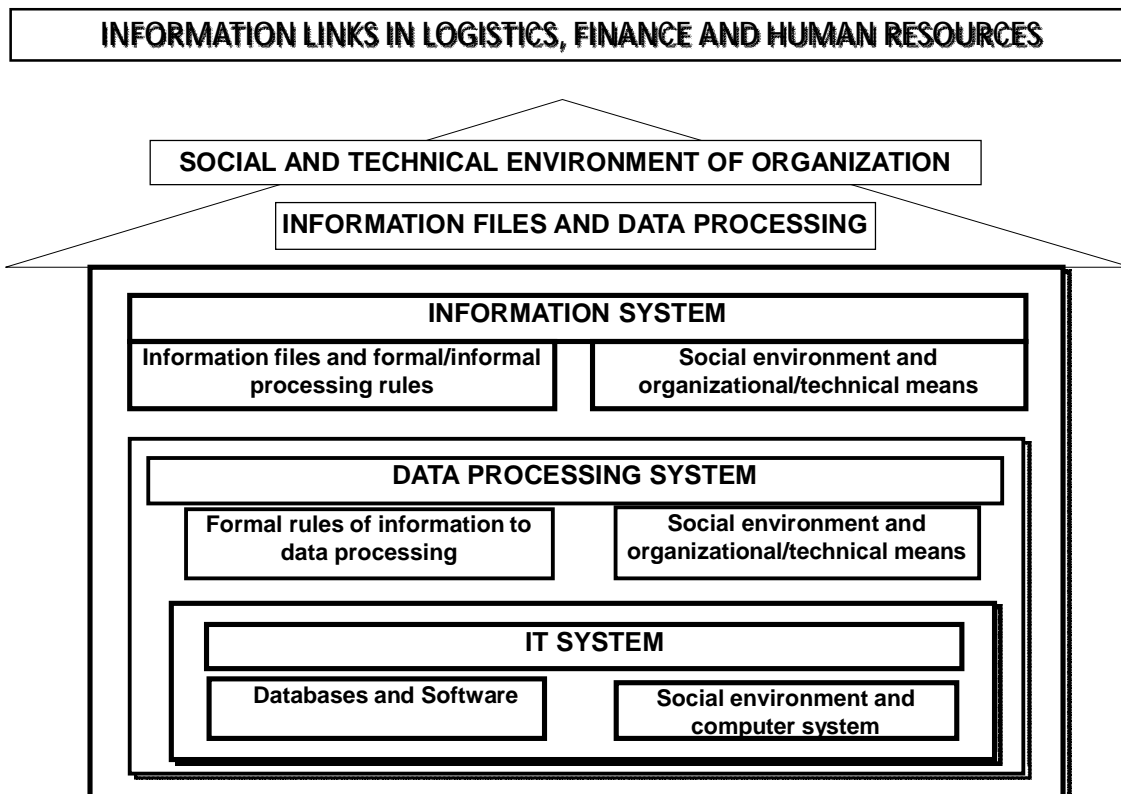 INFORMATION LINKS IN LOGISTICS, FINANCE AND HUMAN RESOURCES
SOCIAL AND TECHNICAL ENVIRONMENT OF ORGANIZATION
INFORMATION FILES AND DATA PROCESSING
INFORMATION SYSTEM
Information files and formal/informal
processing rules
Social environment and
organizational/technical means
DATA PROCESSING SYSTEM
Formal rules of information to
data processing
Social environment and
organizational/technical means
IT SYSTEM
Databases and Software
Social environment and
computer system